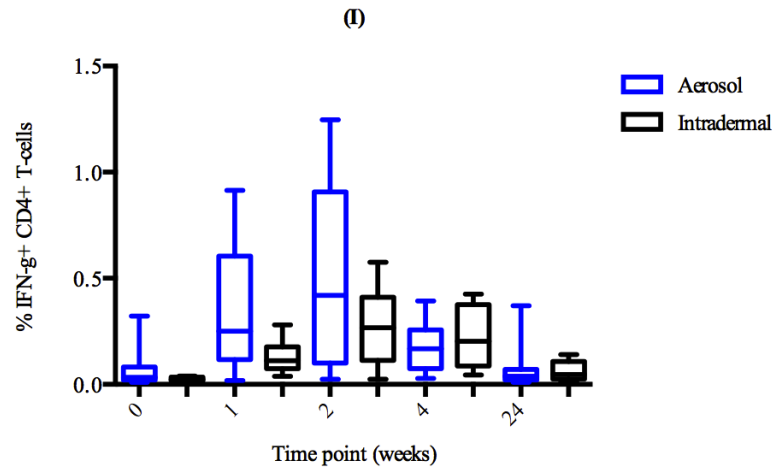 (I)
1.5
1.0
0.5
0.0
% IFN-g+ CD4+ T-cells
0
1
2
4
24
Time point (weeks)
Aerosol
Intradermal